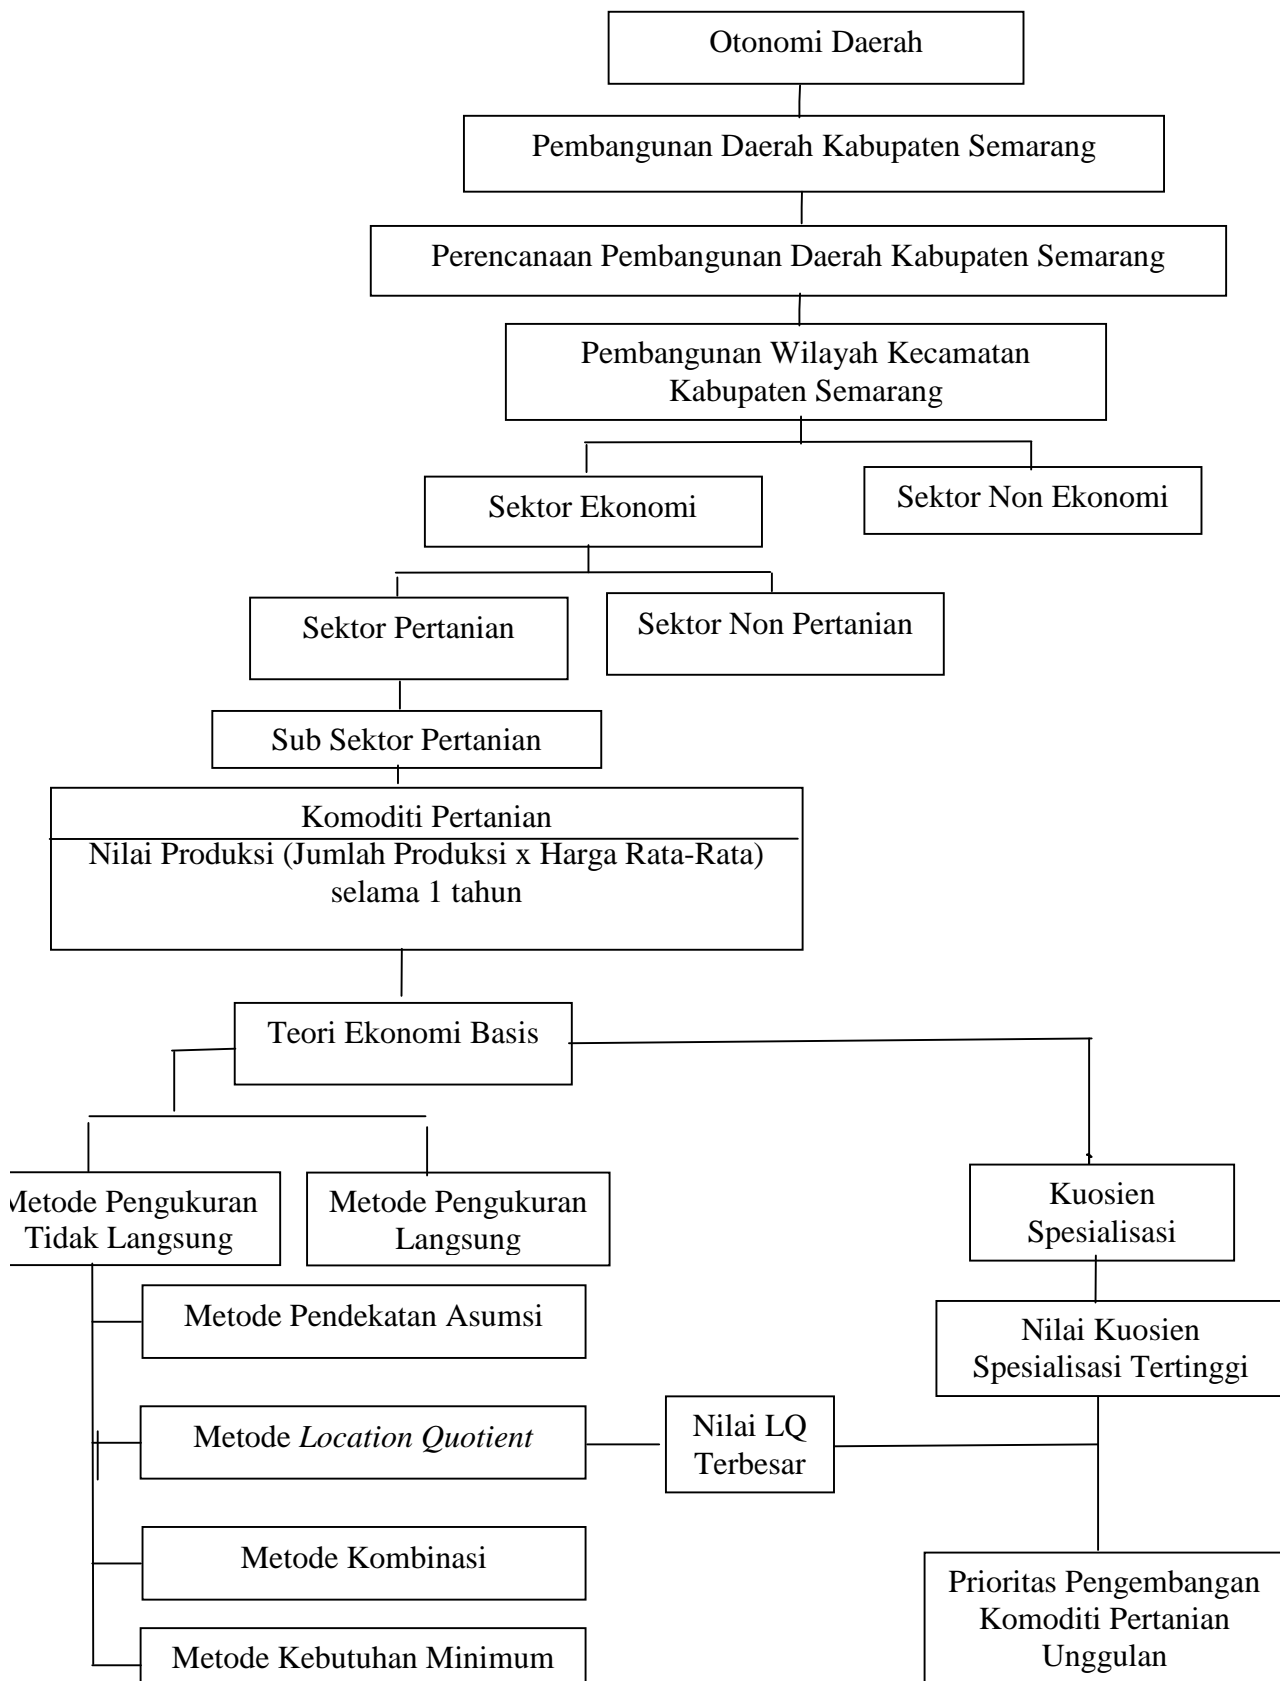 Otonomi Daerah
Pembangunan Daerah Kabupaten Semarang
Perencanaan Pembangunan Daerah Kabupaten Semarang
Pembangunan Wilayah Kecamatan
Kabupaten Semarang
Sektor Ekonomi
Sektor Non Ekonomi
Sektor Pertanian
Sektor Non Pertanian
Sub Sektor Pertanian
Komoditi Pertanian
Nilai Produksi (Jumlah Produksi x Harga Rata-Rata)
selama 1 tahun
Teori Ekonomi Basis
Metode Pengukuran
Tidak Langsung
Metode Pengukuran
Langsung
Kuosien
Spesialisasi
Metode Pendekatan Asumsi
Nilai Kuosien
Spesialisasi Tertinggi
Metode Location Quotient
Nilai LQ
Terbesar
Metode Kombinasi
Prioritas Pengembangan
Komoditi Pertanian
Unggulan
Metode Kebutuhan Minimum